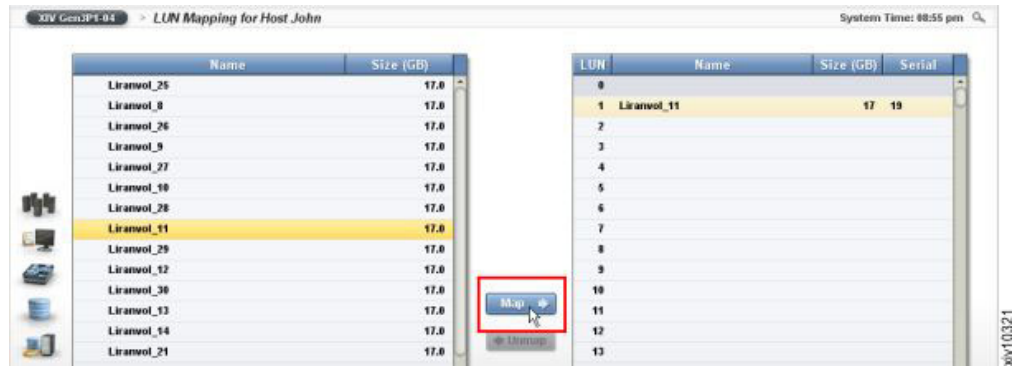 XIV Gen3P1-04 > LUN Mapping for Host John
System Time: 08:55 pm
Name Size (GB)
Liranvol_25 17.0
Liranvol_8 17.0
Liranvol_26 17.0
Liranvol_9 17.0
Liranvol_27 17.0
Liranvol_10 17.0
Liranvol_28 17.0
Liranvol_11 17.0
Liranvol_29 17.0
Liranvol_12 17.0
Liranvol_30 17.0
Liranvol_13 17.0
Liranvol_14 17.0
Liranvol_21 17.0
Map
Unmap
LUN Name Size (GB) Serial
0
1 Liranvol_11 17 19
2
3
4
5
6
7
8
9
10
11
12
13
xiv10321